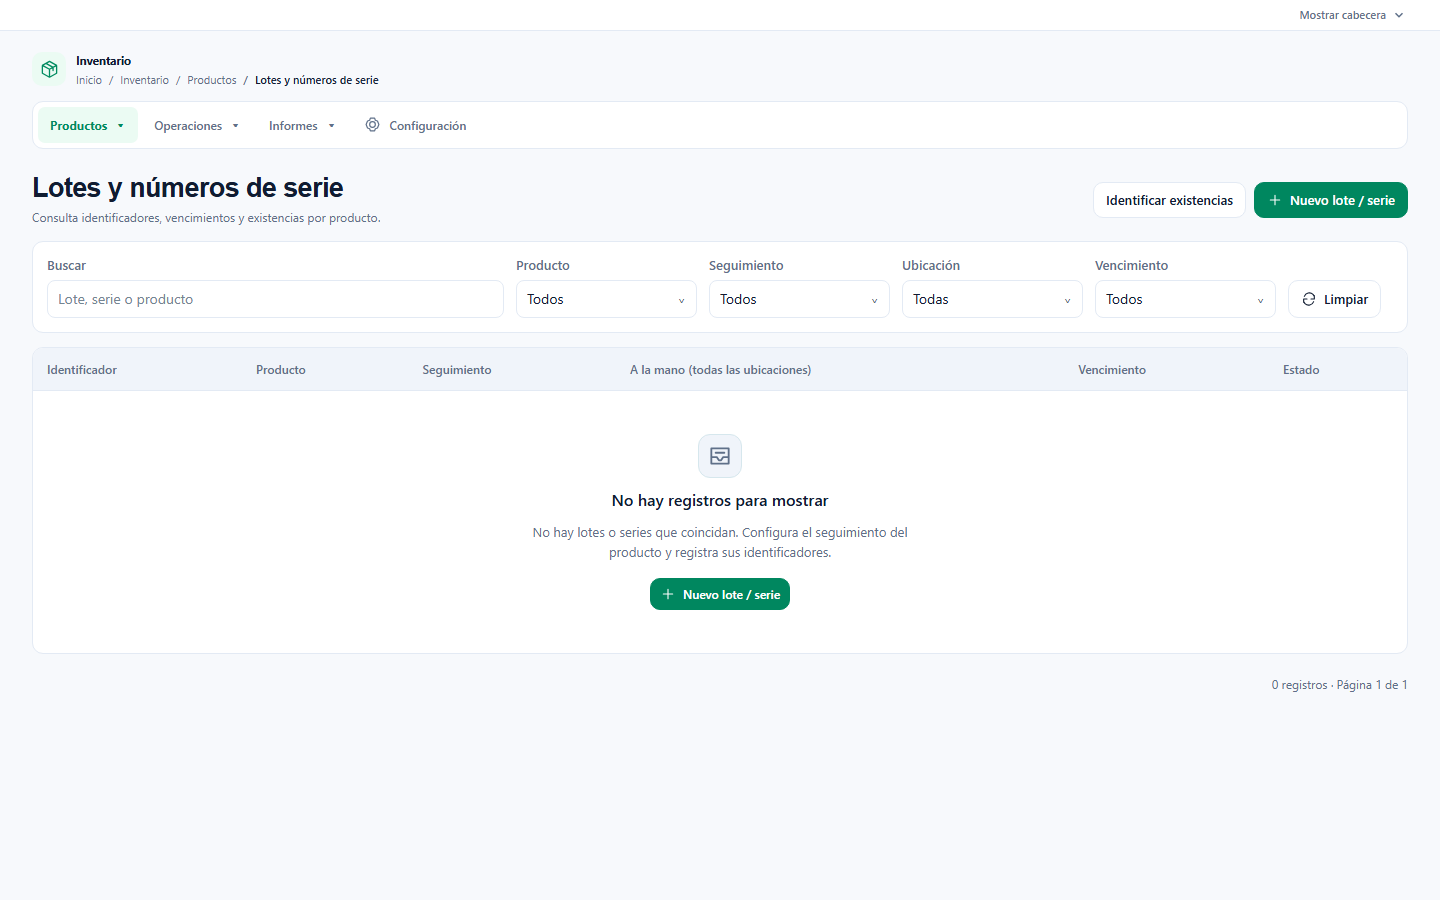 Mostrar cabecera
Inventario
Inicio / Inventario / Productos / Lotes y números de serie
Productos Operaciones Informes Configuración
Lotes y números de serie
Consulta identificadores, vencimientos y existencias por producto.
Identificar existencias
Nuevo lote / serie
Buscar Producto Seguimiento Ubicación Vencimiento
Lote, serie o producto Todos Todos Todas Todos Limpiar
Identificador Producto Seguimiento A la mano (todas las ubicaciones) Vencimiento Estado
No hay registros para mostrar
No hay lotes o series que coincidan. Configura el seguimiento del
producto y registra sus identificadores.
Nuevo lote / serie
0 registros · Página 1 de 1